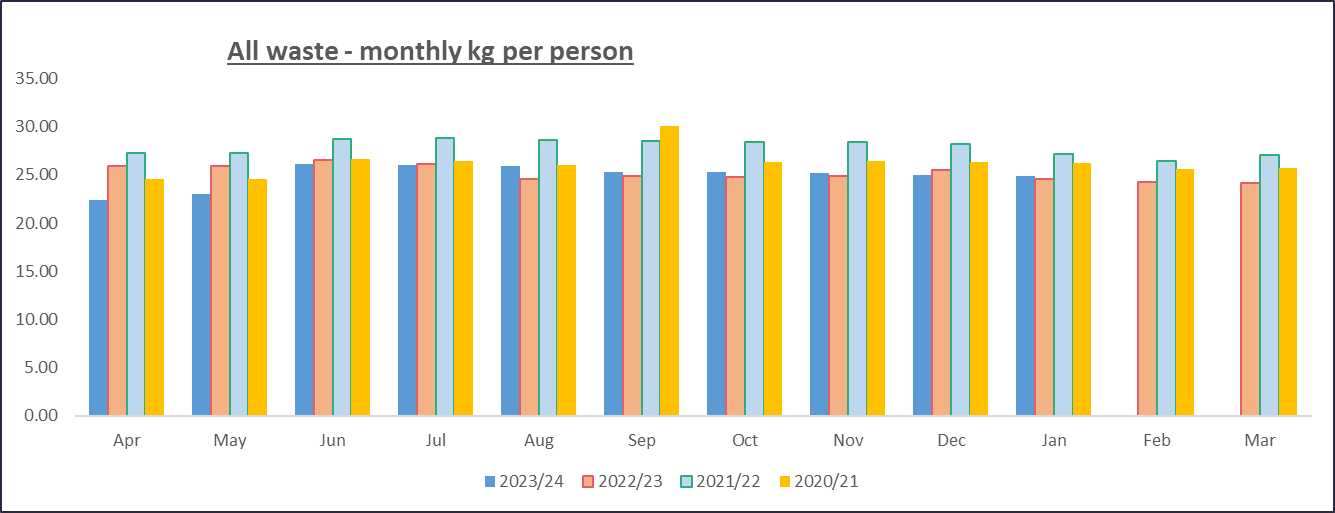 All waste - monthly kg per person
35.00
30.00
25.00
20.00
15.00
10.00
5.00
0.00
Apr May Jun Jul Aug Sep Oct Nov Dec Jan Feb Mar
2023/24 2022/23 2021/22 2020/21